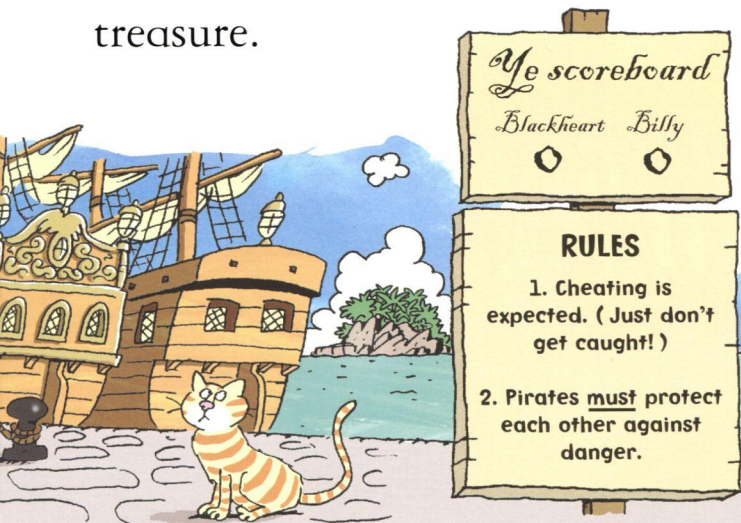 treasure.
Ye scoreboard
Blackheart Billy
0 0
RULES
1. Cheating is
expected. (Just don't
get caught!)
2. Pirates must protect
each other against
danger.